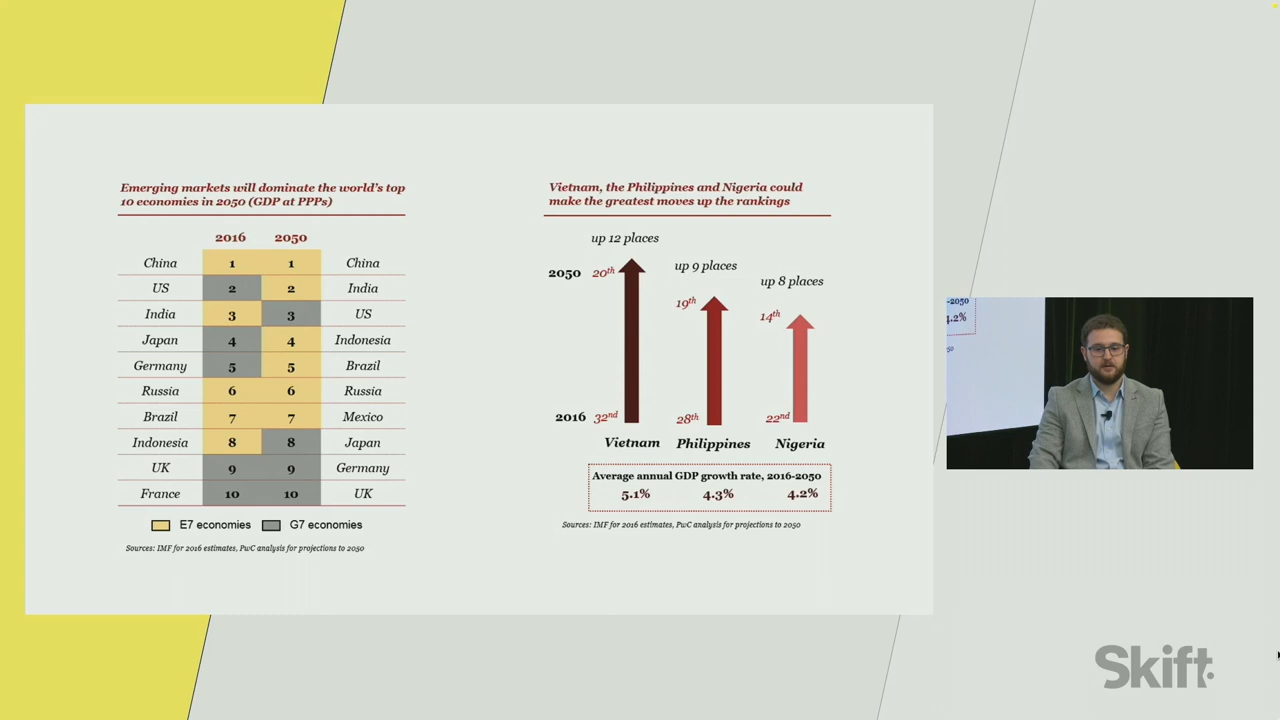 Emerging markets will dominate the world's top
10 economies in 2050 (GDP at PPPs)
2016 2050
China 1 1 China
US 2 2 India
India 3 3 US
Japan 4 4 Indonesia
Germany 5 5 Brazil
Russia 6 6 Russia
Brazil 7 7 Mexico
Indonesia 8 8 Japan
UK 9 9 Germany
France 10 10 UK
E7 economies G7 economies
Sources: IMF for 2016 estimates, PwC analysis for projections to 2050
Vietnam, the Philippines and Nigeria could
make the greatest moves up the rankings
up 12 places
up 9 places
up 8 places
2050 20th
19th
14th
2016 32nd 28th 22nd
Vietnam Philippines Nigeria
Average annual GDP growth rate, 2016-2050
5.1% 4.3% 4.2%
Sources: IMF for 2016 estimates, PwC analysis for projections to 2050
-2050
4.2%
Skift